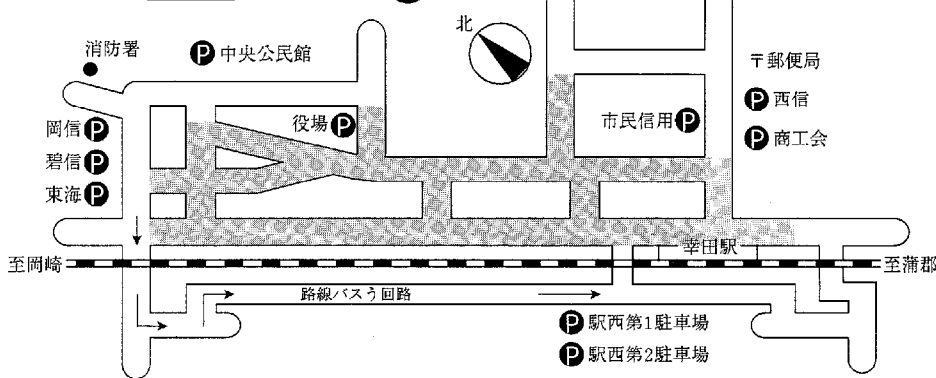 北
消防署
P 中央公民館
〒郵便局
岡信 P
役場 P
市民信用 P
P 西信
碧信 P
P 商工会
東海 P
幸田駅
至岡崎
至蒲郡
路線バスう回路
P 駅西第1駐車場
P 駅西第2駐車場